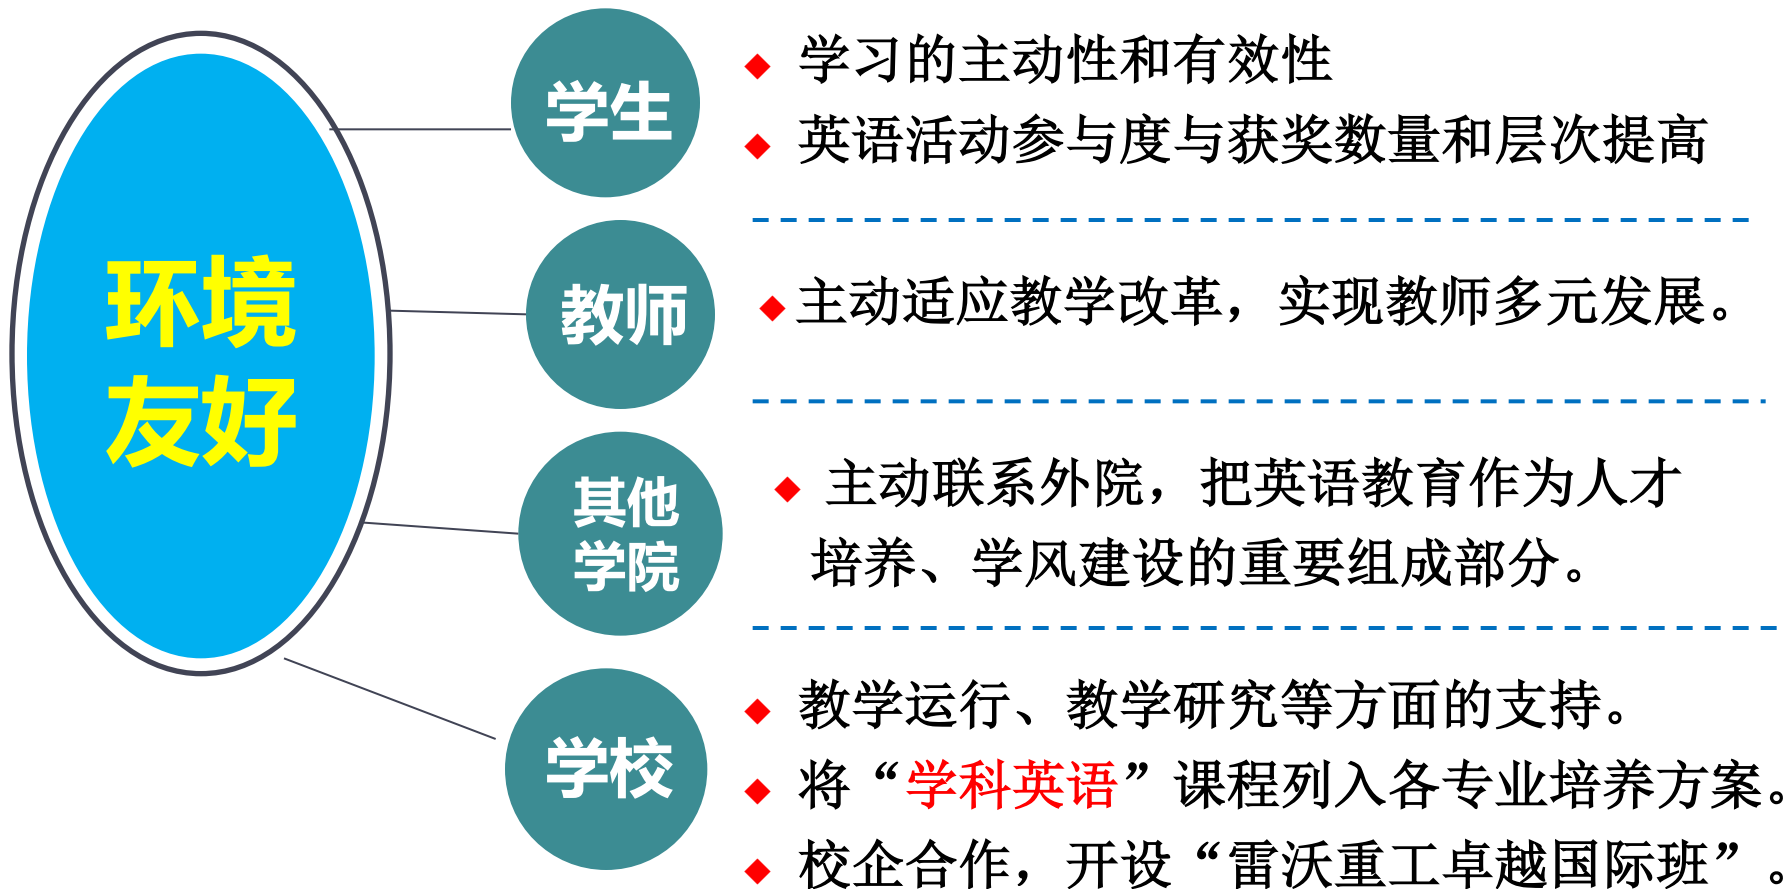 环境
友好
学生
学习的主动性和有效性
英语活动参与度与获奖数量和层次提高
教师
主动适应教学改革，实现教师多元发展。
其他
学院
主动联系外院，把英语教育作为人才
培养、学风建设的重要组成部分。
学校
教学运行、教学研究等方面的支持。
将“学科英语”课程列入各专业培养方案。
校企合作，开设“雷沃重工卓越国际班”。